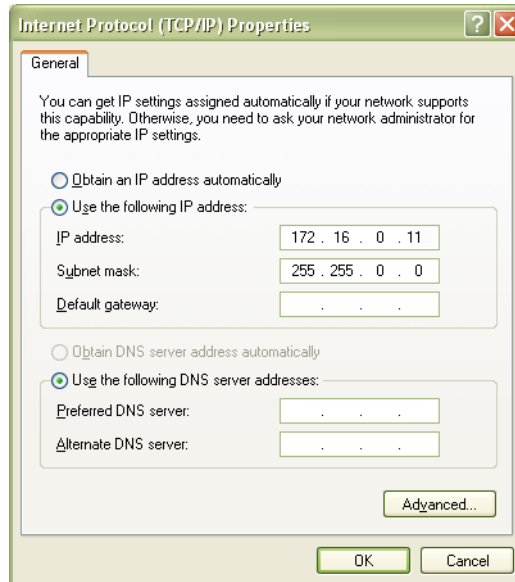 Internet Protocol (TCP/IP) Properties
General
You can get IP settings assigned automatically if your network supports
this capability. Otherwise, you need to ask your network administrator for
the appropriate IP settings.
Obtain an IP address automatically
Use the following IP address:
IP address: 172 . 16 . 0 . 11
Subnet mask: 255 . 255 . 0 . 0
Default gateway: . . .
Obtain DNS server address automatically
Use the following DNS server addresses:
Preferred DNS server: . . .
Alternate DNS server: . . .
Advanced...
OK Cancel